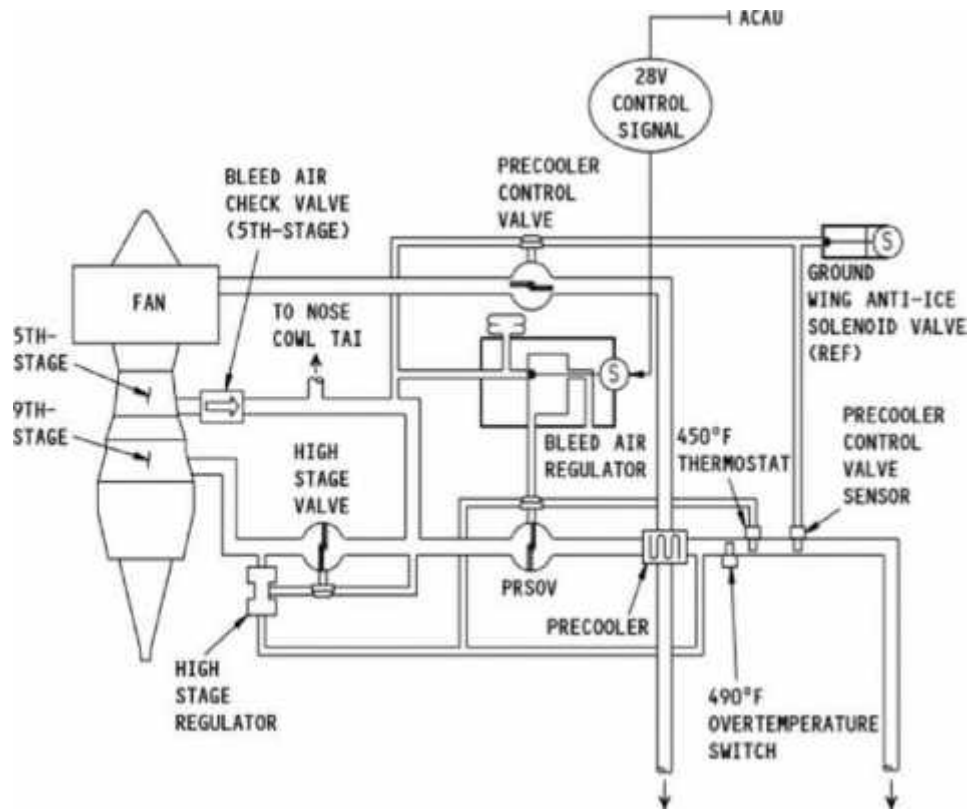 ACAU
28V
CONTROL
SIGNAL
PRECOOLER
CONTROL
VALVE
BLEED AIR
CHECK VALVE
(5TH-STAGE)
S
GROUND
WING ANTI-ICE
SOLENOID VALVE
(REF)
FAN
TO NOSE
COWL TAI
5TH-
STAGE
9TH-
STAGE
S
BLEED AIR
REGULATOR
450°F
THERMOSTAT
PRECOOLER
CONTROL
VALVE
SENSOR
HIGH
STAGE
VALVE
PRSOV
PRECOOLER
HIGH
STAGE
REGULATOR
490°F
OVERTEMPERATURE
SWITCH